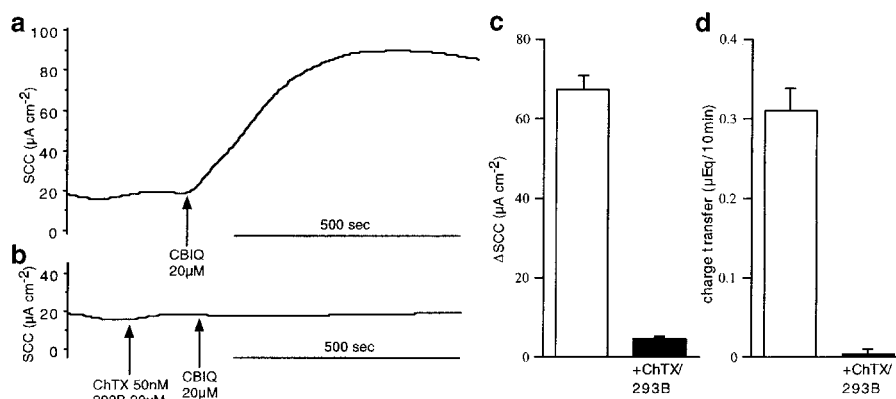 a
100
80
60
40
20
0
SCC (µA cm-2)
CBIQ
20µM
500 sec
b
40
20
0
SCC (µA cm-2)
ChTX 50nM
CBIQ
20µM
500 sec
c
80
60
40
20
0
ΔSCC (µA cm-2)
+ChTX/
293B
d
0.4
0.3
0.2
0.1
0
charge transfer (µEq/10min)
+ChTX/
293B